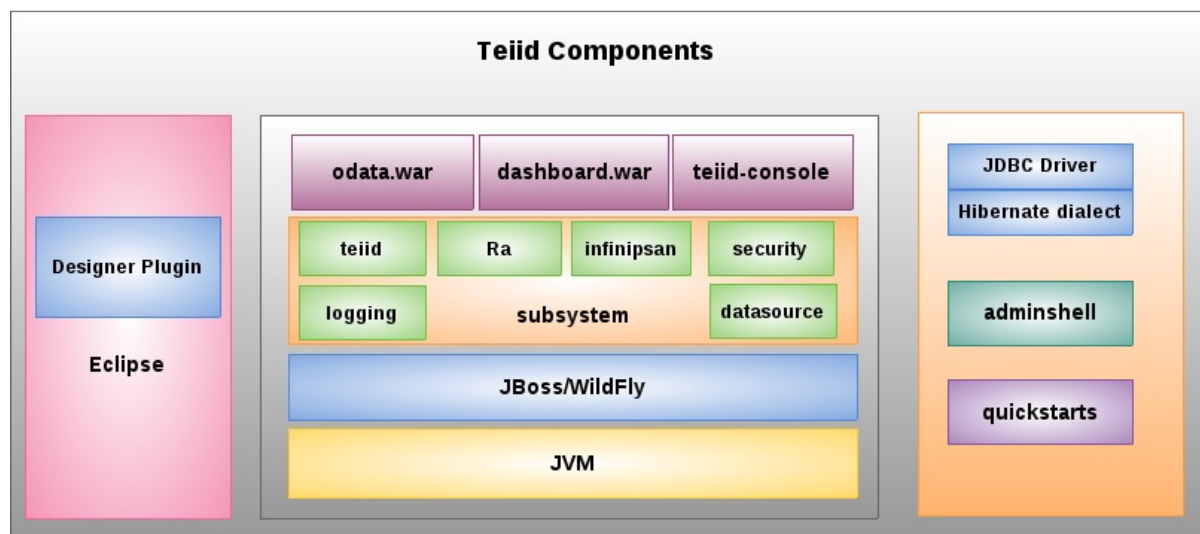 Teiid Components
Designer Plugin
Eclipse
odata.war
dashboard.war
teiid-console
teiid
Ra
infinipsan
security
logging
subsystem
datasource
JBoss/WildFly
JVM
JDBC Driver
Hibernate dialect
adminshell
quickstarts